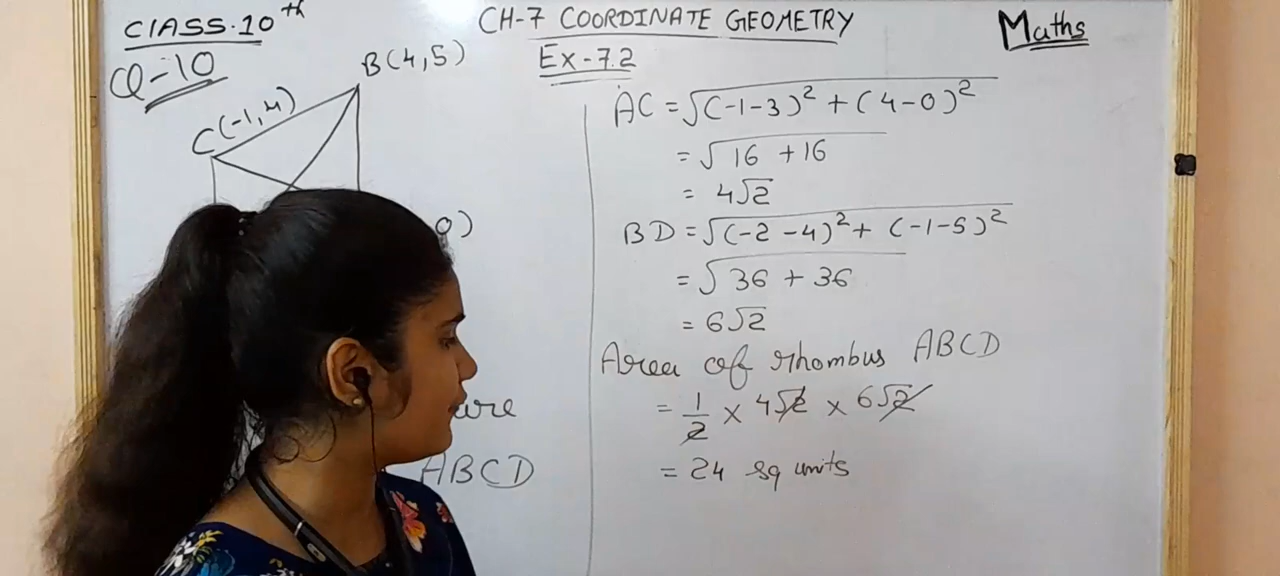 CLASS.10th
CH-7 COORDINATE GEOMETRY
Maths
Q-10
Ex-7.2
B(4,5)
C(-1,4)
0)
ure
ABCD
AC = √(-1-3)² + (4-0)²
= √16 + 16
= 4√2
BD = √(-2-4)² + (-1-5)²
= √36 + 36
= 6√2
Area of rhombus ABCD
= 1/2 × 4√2 × 6√2
= 24 sq units